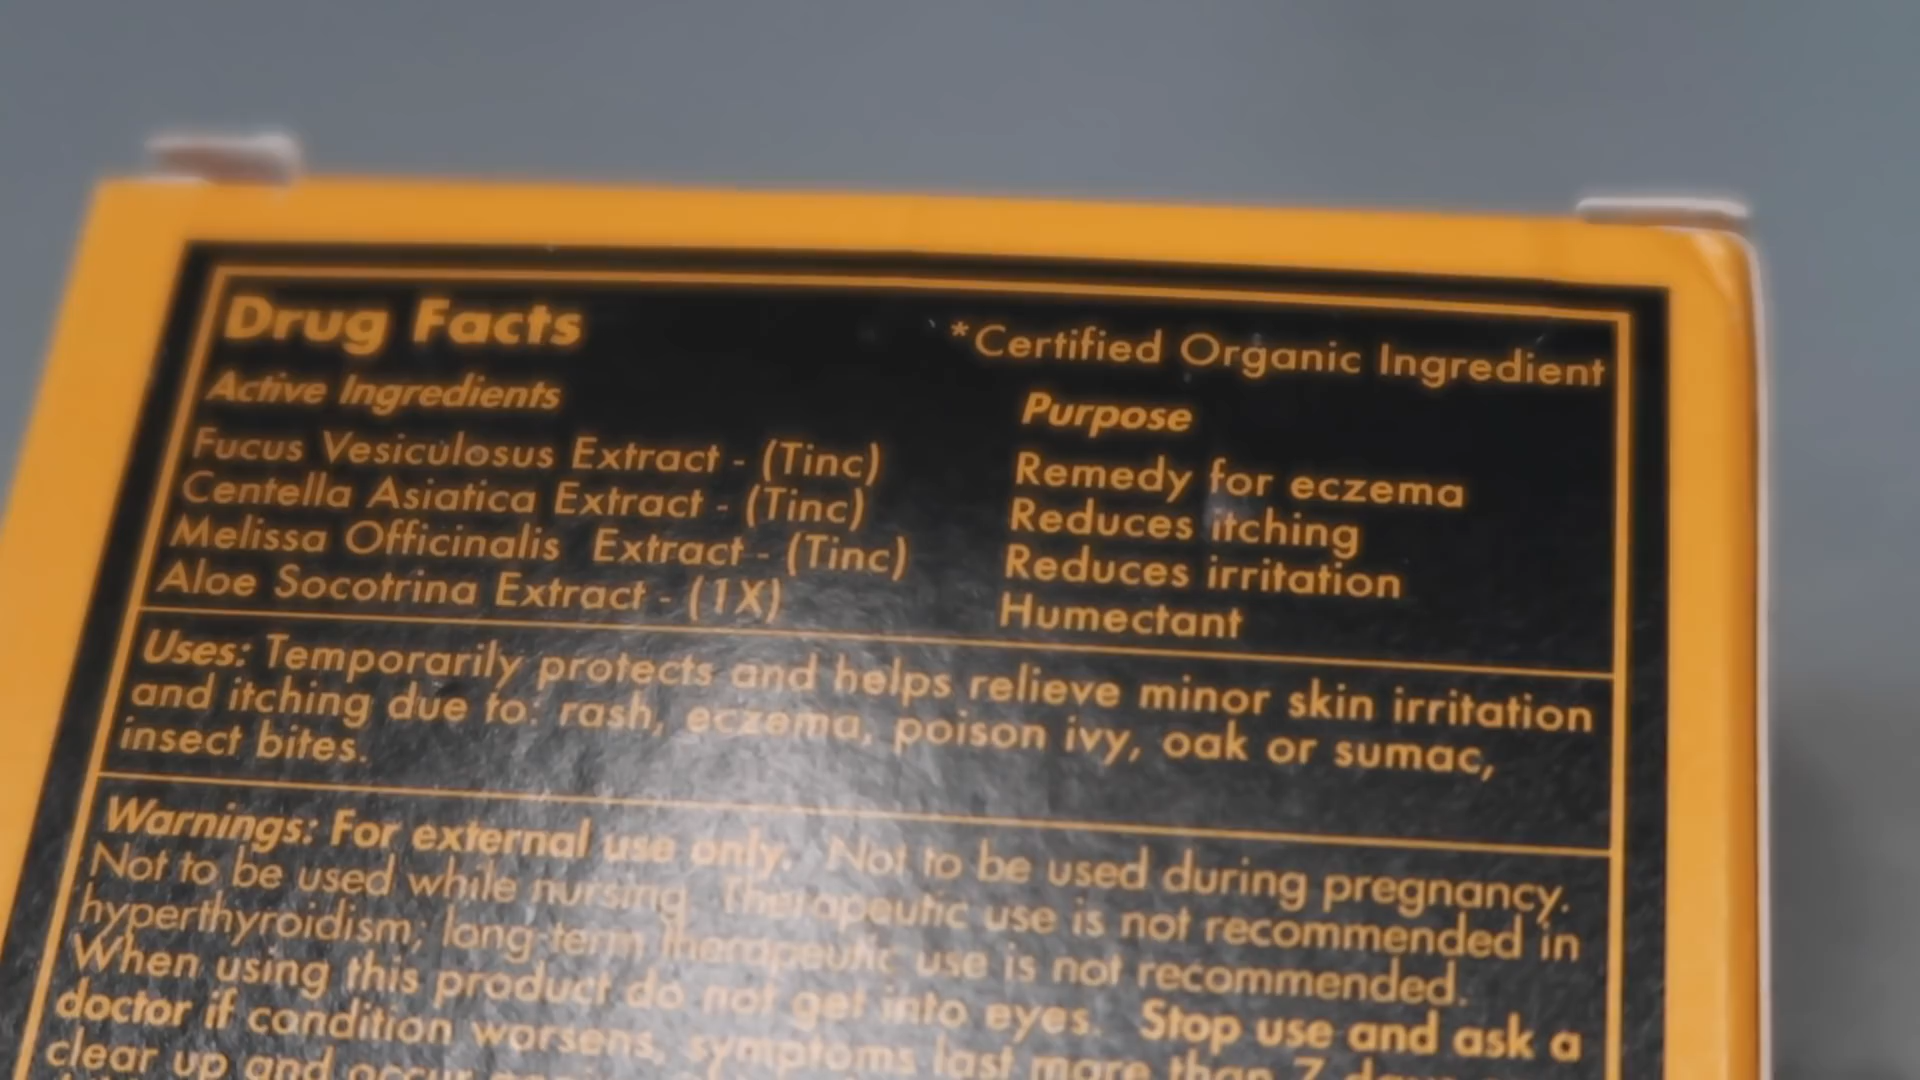 Drug Facts
*Certified Organic Ingredient
Active Ingredients
Purpose
Fucus Vesiculosus Extract - (Tinc)
Remedy for eczema
Centella Asiatica Extract - (Tinc)
Reduces itching
Melissa Officinalis Extract - (Tinc)
Reduces irritation
Aloe Socotrina Extract - (1X)
Humectant
Uses: Temporarily protects and helps relieve minor skin irritation
and itching due to: rash, eczema, poison ivy, oak or sumac,
insect bites.
Warnings: For external use only. Not to be used during pregnancy.
Not to be used while nursing. Therapeutic use is not recommended in
hyperthyroidism; long-term therapeutic use is not recommended.
When using this product do not get into eyes. Stop use and ask a
doctor if condition worsens, symptoms last more than 7 days
clear up and occur